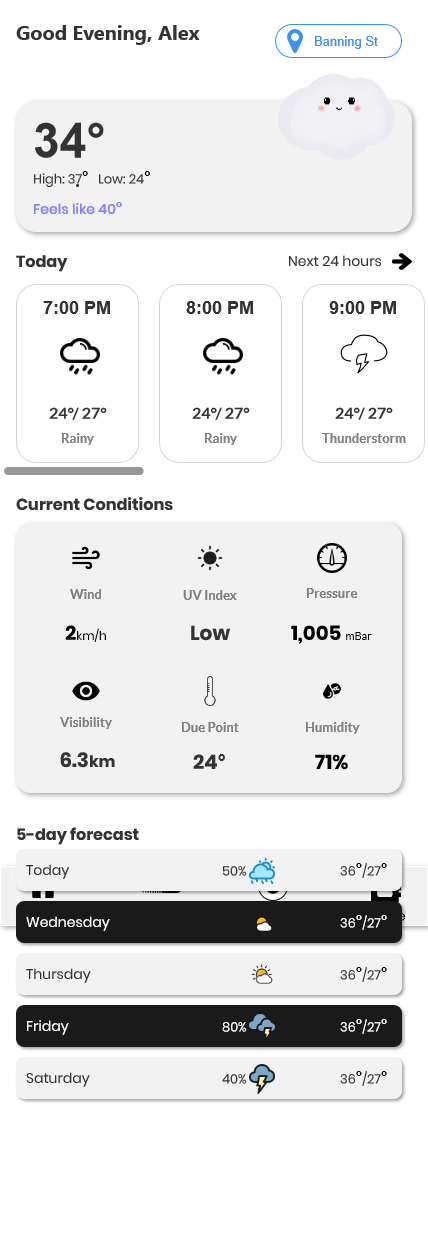 Good Evening, Alex
Banning St
34°
High: 37° Low: 24°
Feels like 40°
Today
Next 24 hours
7:00 PM 8:00 PM 9:00 PM
24°/ 27° 24°/ 27° 24°/ 27°
Rainy Rainy Thunderstorm
Current Conditions
Wind UV Index Pressure
2km/h Low 1,005 mBar
Visibility Due Point Humidity
6.3km 24° 71%
5-day forecast
Today 50% 36°/27°
Wednesday 36°/27°
Thursday 36°/27°
Friday 80% 36°/27°
Saturday 40% 36°/27°